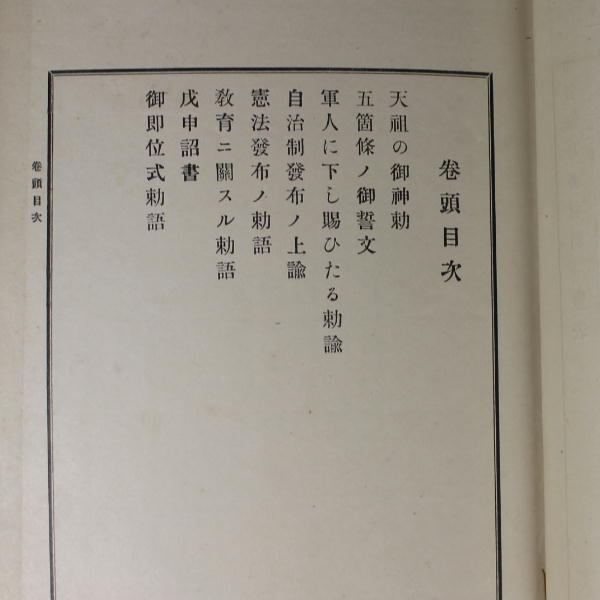 卷頭目次
天祖の御神勅
五箇條ノ御誓文
軍人に下し賜ひたる勅諭
自治制發布ノ上諭
憲法發布ノ勅語
敎育ニ關スル勅語
戊申詔書
御即位式勅語
卷頭目次